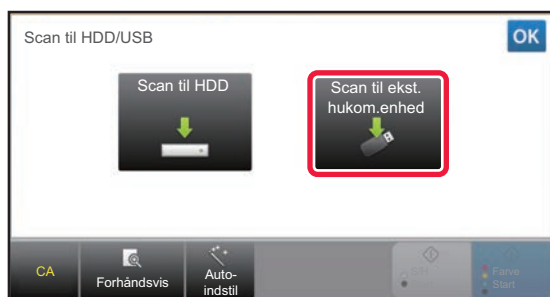 Scan til HDD/USB
OK
Scan til HDD
Scan til ekst.
hukom.enhed
CA
Forhåndsvis
Auto-
indstil
S/H
Start
Farve
Start